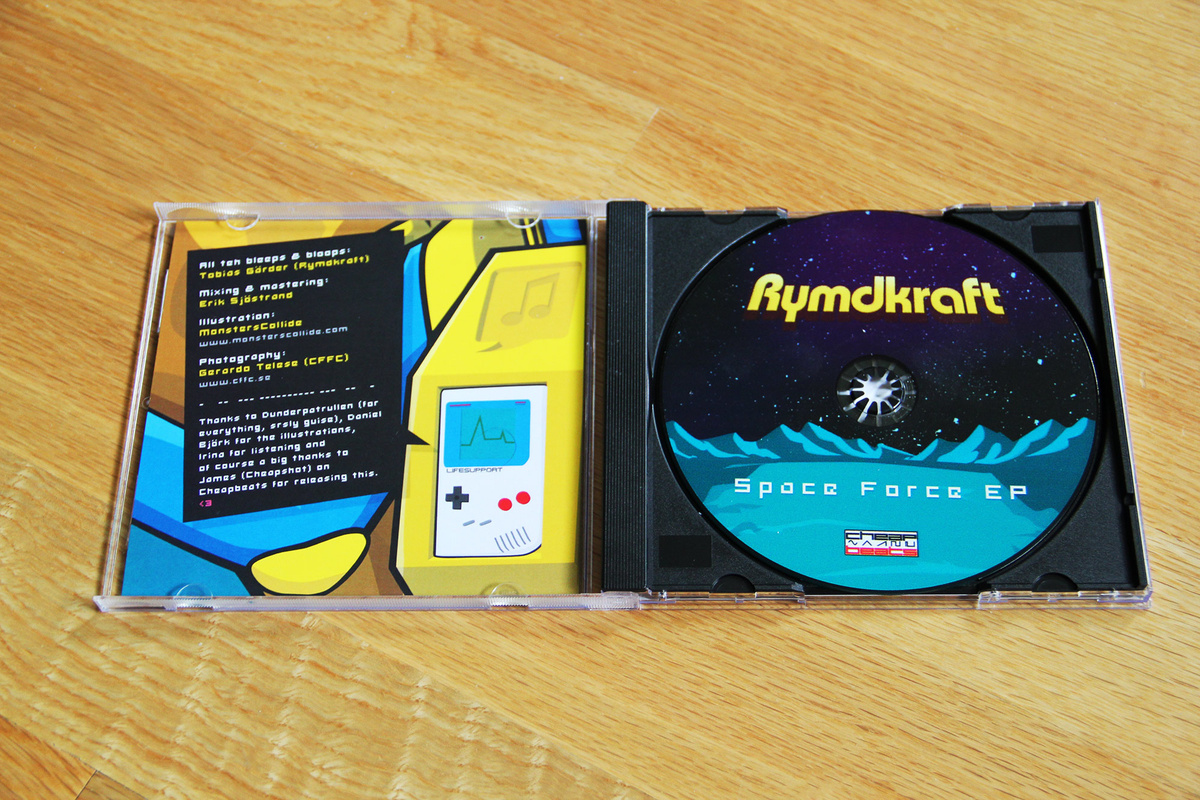 All teh bleeps & bloops:
Tobias Görder (Rymdkraft)
Mixing & mastering:
Erik Sjöstrand
Illustration:
MonstersCollide
www.monsterscollide.com
Photography:
Gerardo Telese (CFFC)
www.cffc.se
- -- --- ---------- --- -- -
Thanks to Dunderpatrullen (for
everything, srsly guise), Daniel
Björk for the illustrations,
Irina for listening and
of course a big thanks to
James (Cheapshot) on
Cheapbeats for releasing this.
<3
LIFESUPPORT
Rymdkraft
Space Force EP